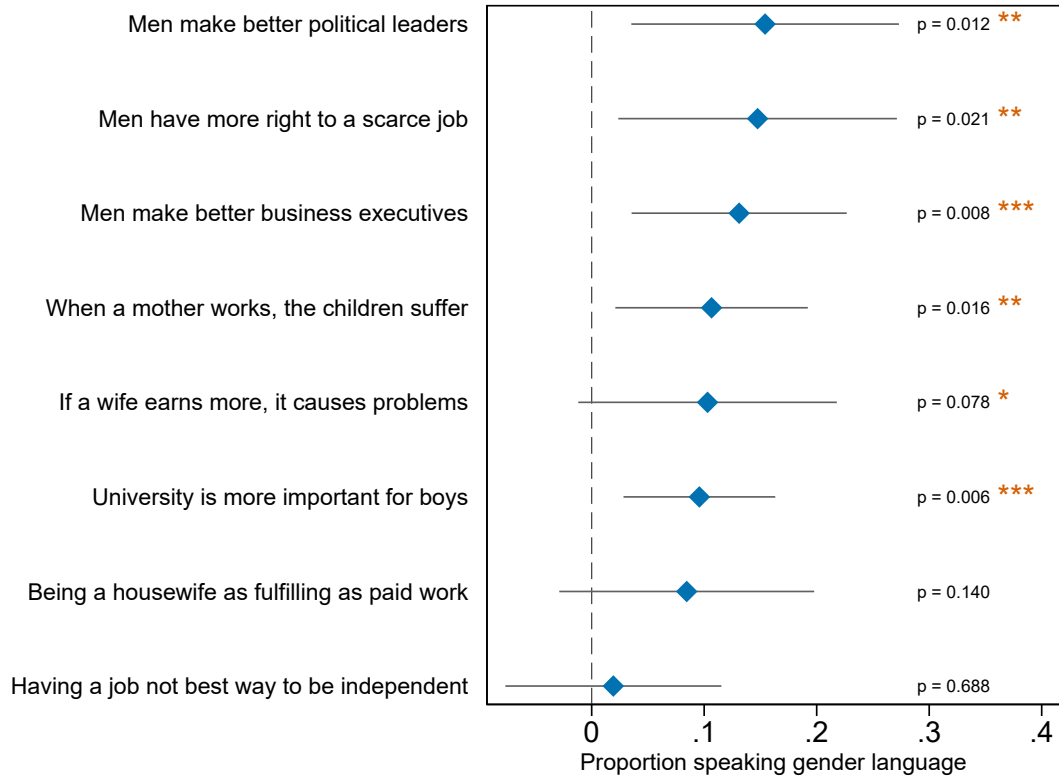 Men make better political leaders p = 0.012 **
Men have more right to a scarce job p = 0.021 **
Men make better business executives p = 0.008 ***
When a mother works, the children suffer p = 0.016 **
If a wife earns more, it causes problems p = 0.078 *
University is more important for boys p = 0.006 ***
Being a housewife as fulfilling as paid work p = 0.140
Having a job not best way to be independent p = 0.688
0 .1 .2 .3 .4
Proportion speaking gender language